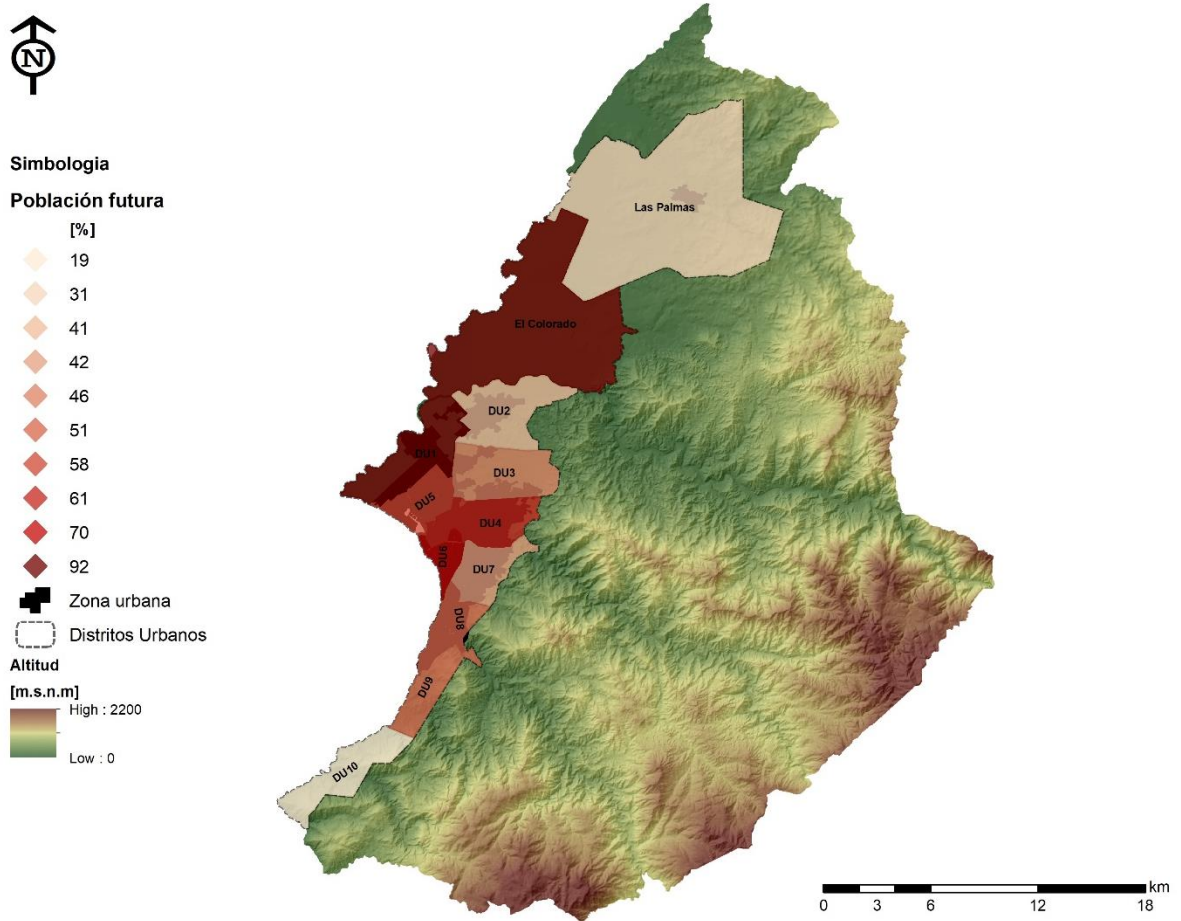 N
Simbologia
Población futura
[%]
19
31
41
42
46
51
58
61
70
92
Zona urbana
Distritos Urbanos
Altitud
[m.s.n.m]
High : 2200
Low : 0
Las Palmas
El Colorado
DU2
DU1
DU3
DU5
DU4
DU6
DU7
DU8
DU9
DU10
km
0 3 6 12 18